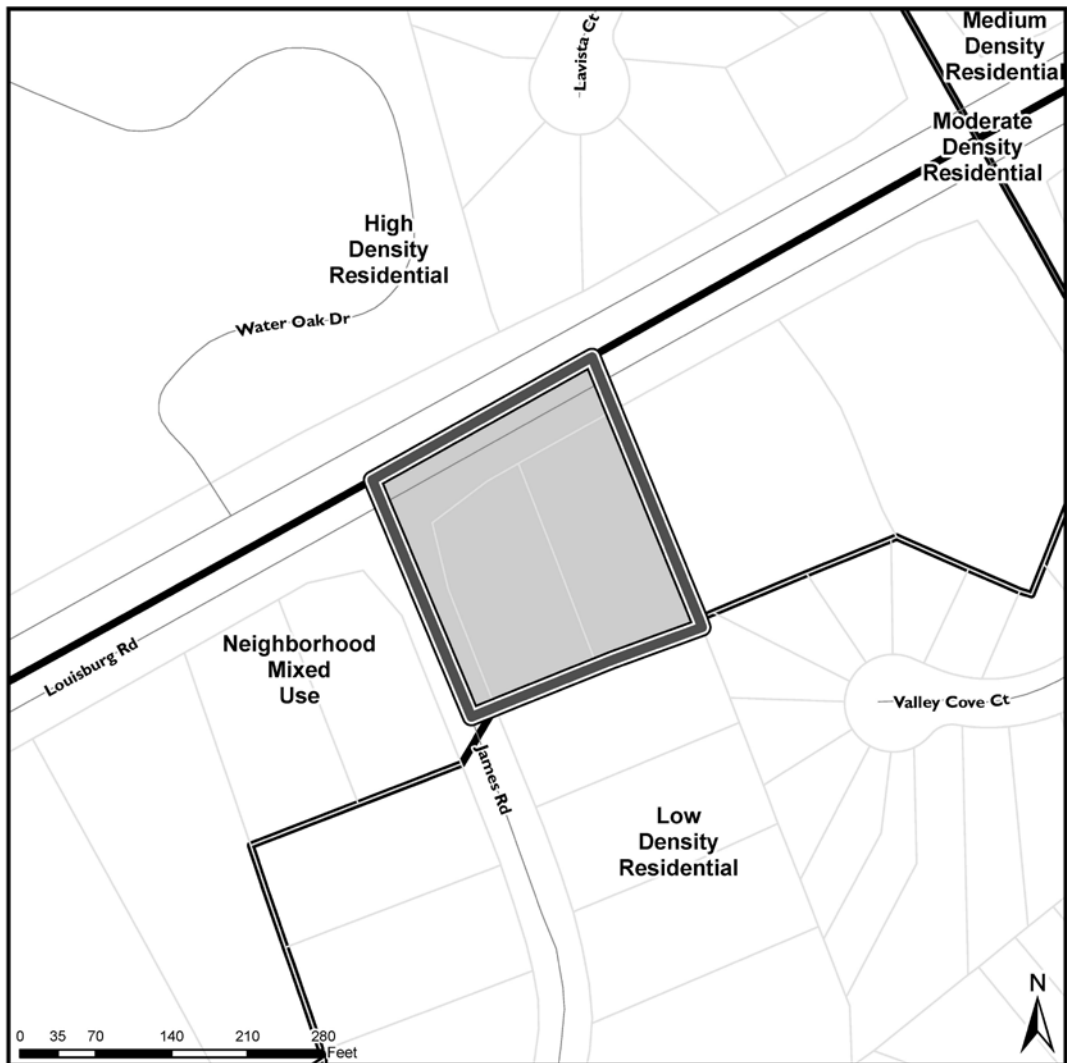 Lavista Ct
Medium
Density
Residential
Moderate
Density
Residential
High
Density
Residential
Water Oak Dr
Louisburg Rd
Neighborhood
Mixed
Use
Valley Cove Ct
James Rd
Low
Density
Residential
N
0 35 70 140 210 280
Feet